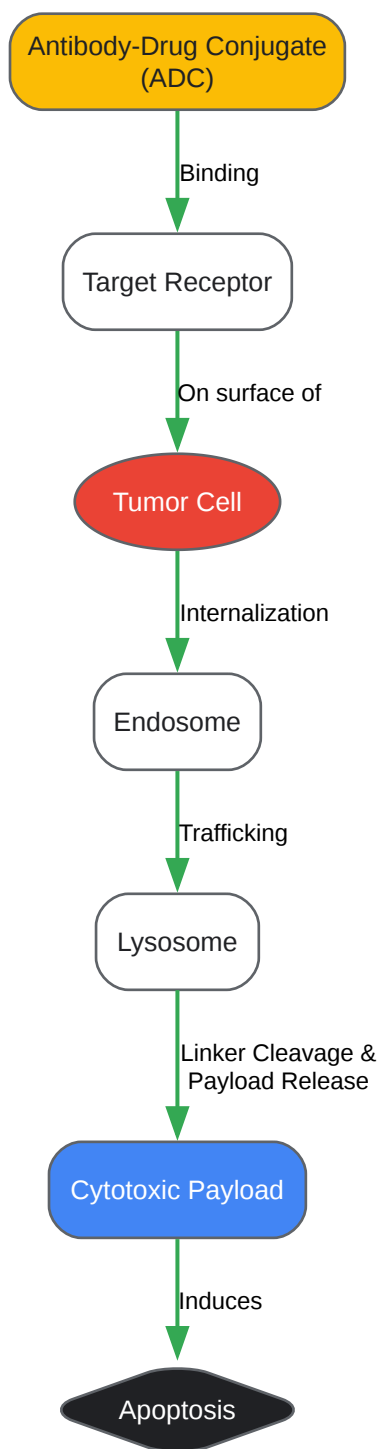 Antibody-Drug Conjugate
(ADC)
Binding
Target Receptor
On surface of
Tumor Cell
Internalization
Endosome
Trafficking
Lysosome
Linker Cleavage &
Payload Release
Cytotoxic Payload
Induces
Apoptosis